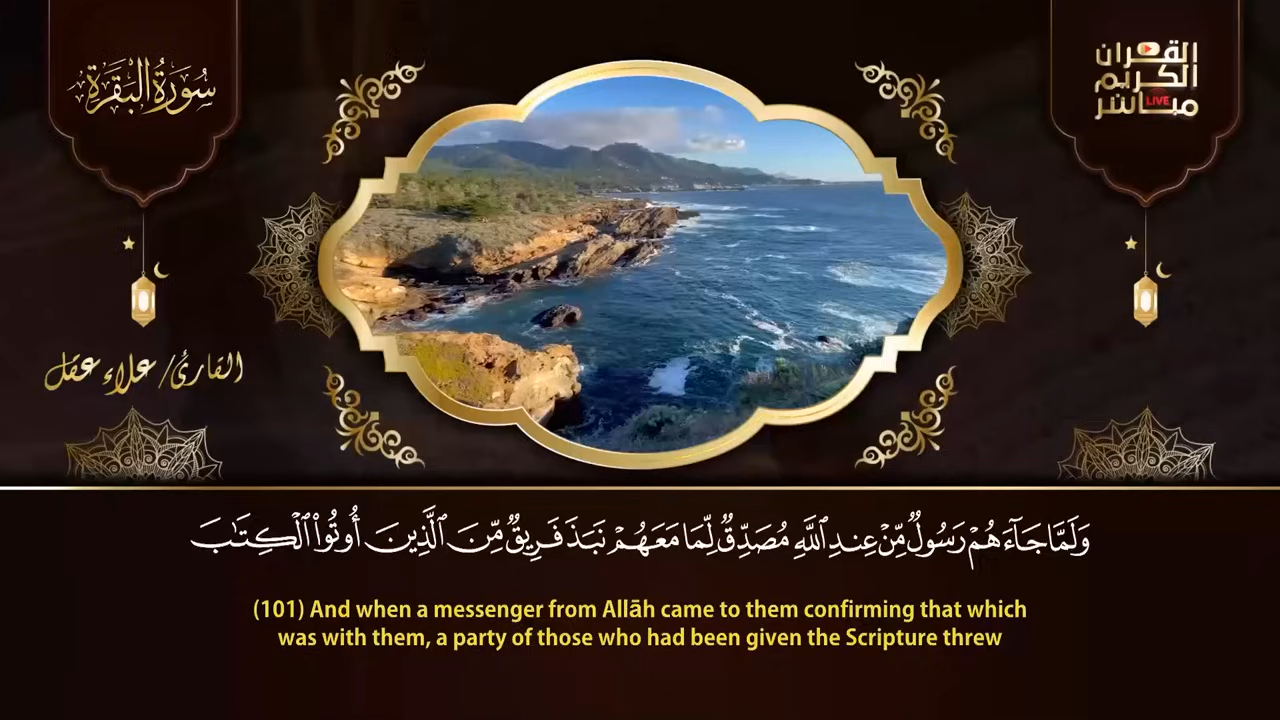 سُورَةُ البَقَرَةِ
القرآن
الكريم
مباشر
LIVE
القارئ/ علاء عقل
وَلَمَّا جَآءَهُمْ رَسُولٌ مِّنْ عِندِ ٱللَّهِ مُصَدِّقٌ لِّمَا مَعَهُمْ نَبَذَ فَرِيقٌ مِّنَ ٱلَّذِينَ أُوتُوا۟ ٱلْكِتَـٰبَ
(101) And when a messenger from Allāh came to them confirming that which
was with them, a party of those who had been given the Scripture threw